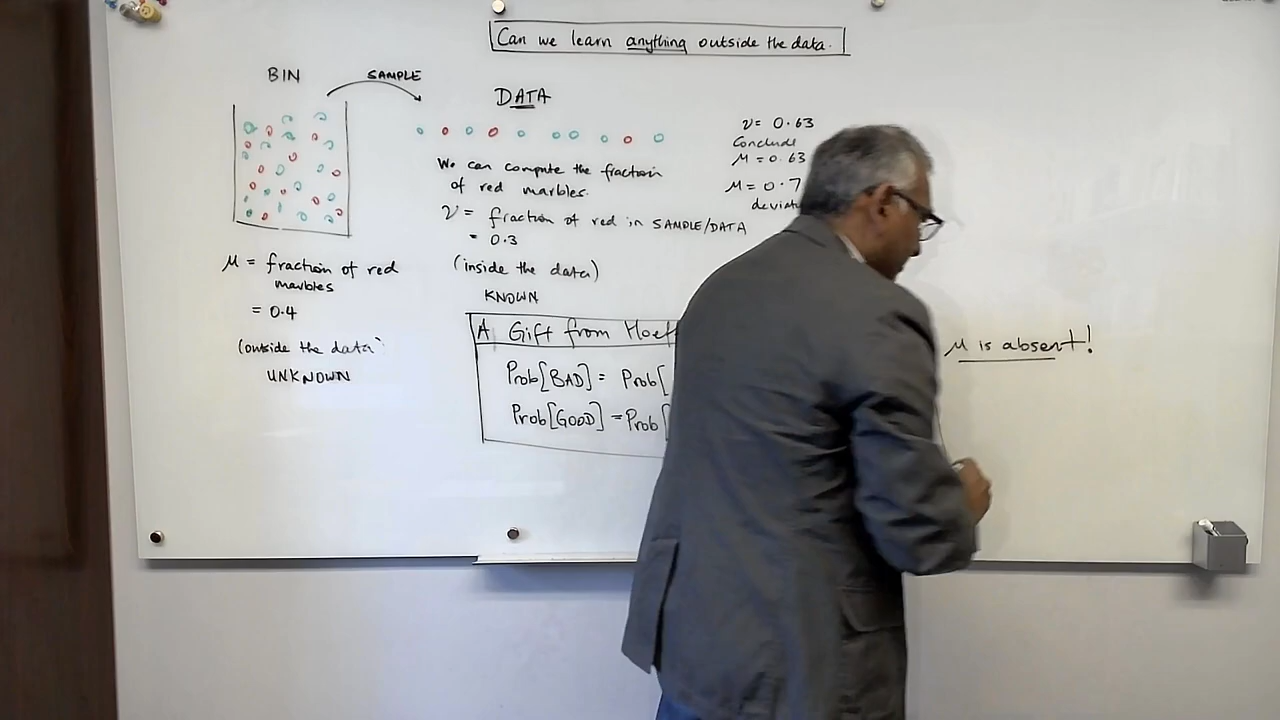 Can we learn anything outside the data.
BIN
SAMPLE
DATA
We can compute the fraction
of red marbles.
ν = fraction of red in SAMPLE/DATA
= 0.3
(inside the data)
KNOWN
μ = fraction of red
marbles
= 0.4
(outside the data)
UNKNOWN
ν = 0.63
Conclude
μ = 0.63
μ = 0.7
A Gift from
Prob[BAD] = Prob[
Prob[GOOD] = Prob[
μ is absent!